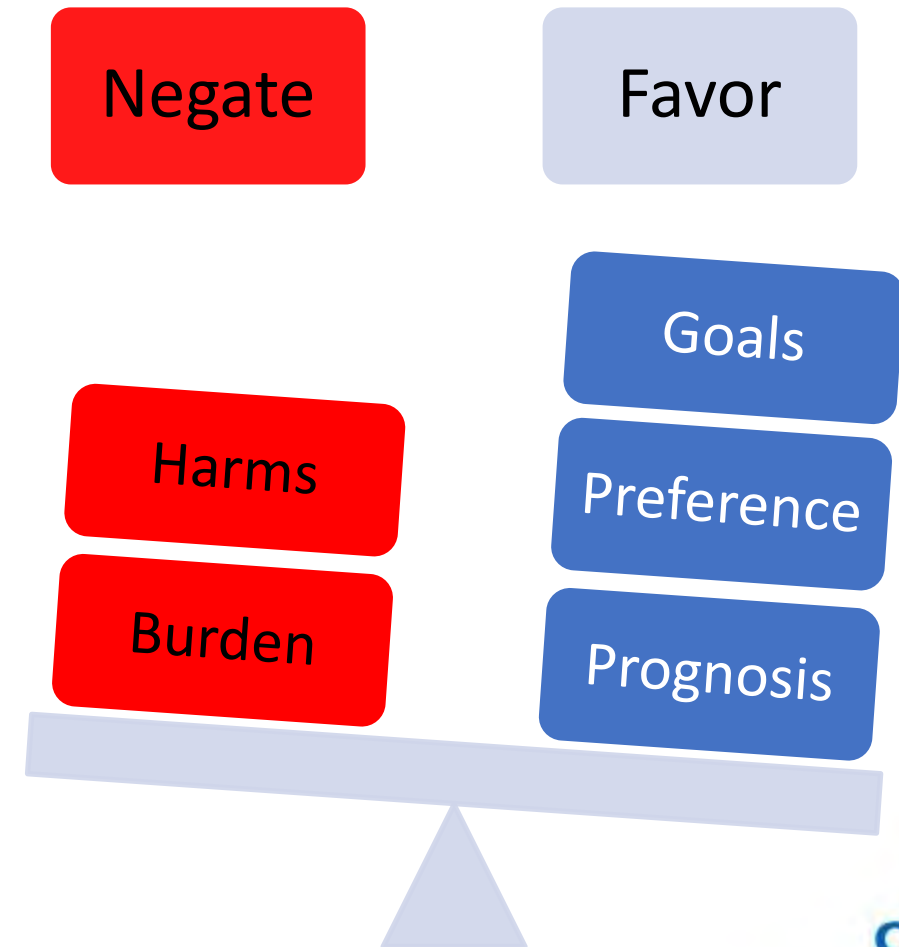 Negate
Favor
Goals
Harms
Preference
Burden
Prognosis